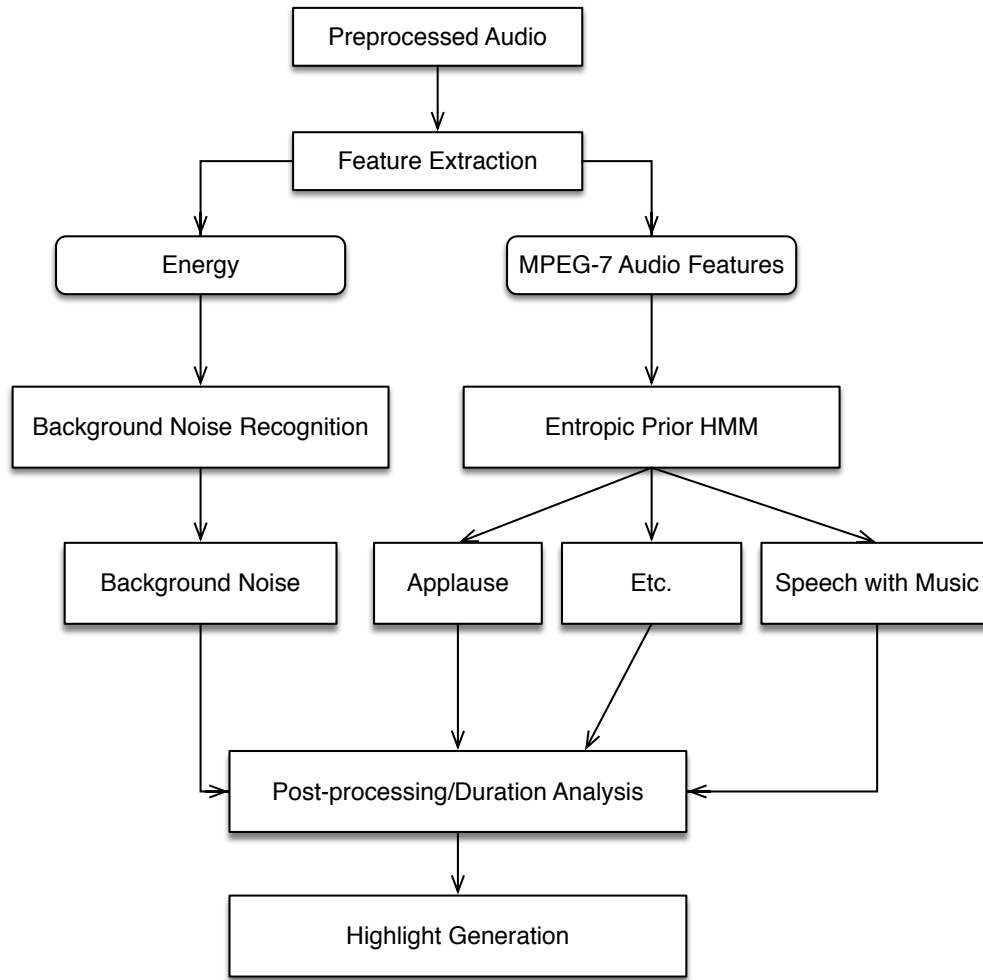 Preprocessed Audio
Feature Extraction
Energy
MPEG-7 Audio Features
Background Noise Recognition
Entropic Prior HMM
Background Noise
Applause
Etc.
Speech with Music
Post-processing/Duration Analysis
Highlight Generation